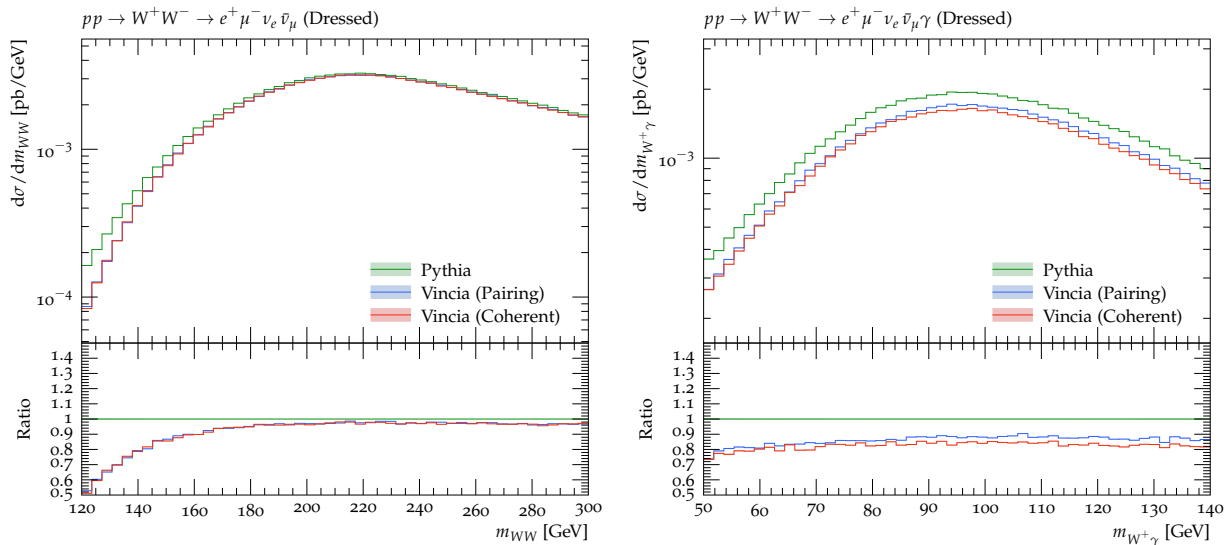 pp → W⁺W⁻ → e⁺μ⁻ν_e ν̄_μ (Dressed)
dσ/dm_WW [pb/GeV]
10⁻³
10⁻⁴
Pythia
Vincia (Pairing)
Vincia (Coherent)
Ratio
1.4
1.3
1.2
1.1
1
0.9
0.8
0.7
0.6
0.5
120 140 160 180 200 220 240 260 280 300
m_WW [GeV]
pp → W⁺W⁻ → e⁺μ⁻ν_e ν̄_μ γ (Dressed)
dσ/dm_W⁺γ [pb/GeV]
10⁻³
Pythia
Vincia (Pairing)
Vincia (Coherent)
Ratio
1.4
1.3
1.2
1.1
1
0.9
0.8
0.7
0.6
0.5
50 60 70 80 90 100 110 120 130 140
m_W⁺γ [GeV]